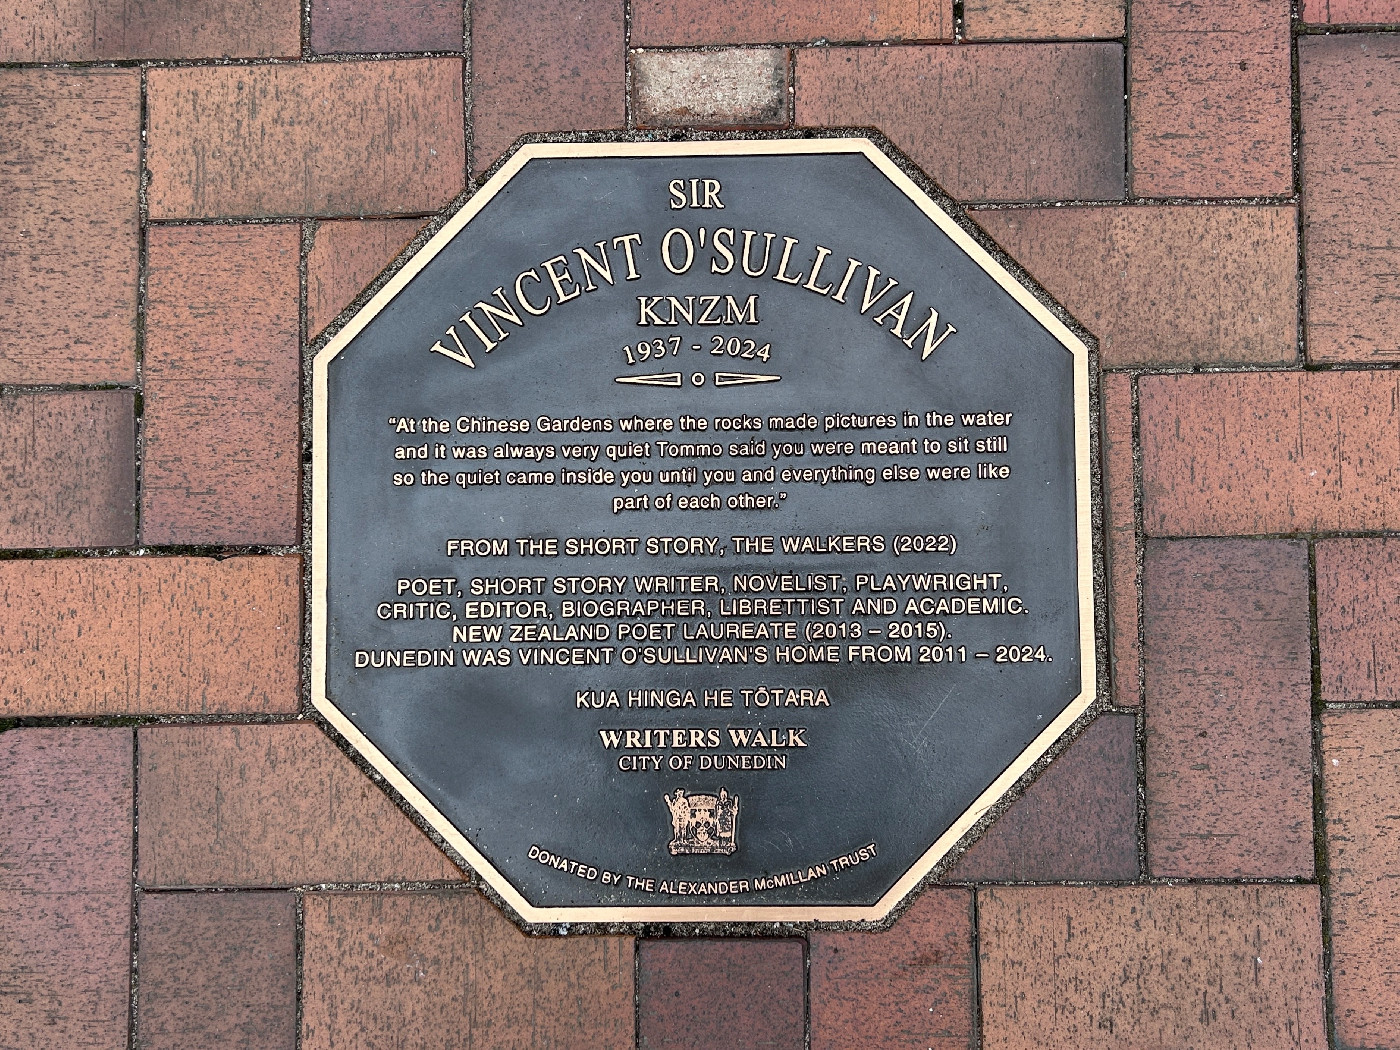 SIR
VINCENT O'SULLIVAN
KNZM
1937 - 2024
“At the Chinese Gardens where the rocks made pictures in the water
and it was always very quiet Tommo said you were meant to sit still
so the quiet came inside you until you and everything else were like
part of each other.”
FROM THE SHORT STORY, THE WALKERS (2022)
POET, SHORT STORY WRITER, NOVELIST, PLAYWRIGHT,
CRITIC, EDITOR, BIOGRAPHER, LIBRETTIST AND ACADEMIC.
NEW ZEALAND POET LAUREATE (2013 – 2015).
DUNEDIN WAS VINCENT O'SULLIVAN'S HOME FROM 2011 – 2024.
KUA HINGA HE TŌTARA
WRITERS WALK
CITY OF DUNEDIN
DONATED BY THE ALEXANDER McMILLAN TRUST